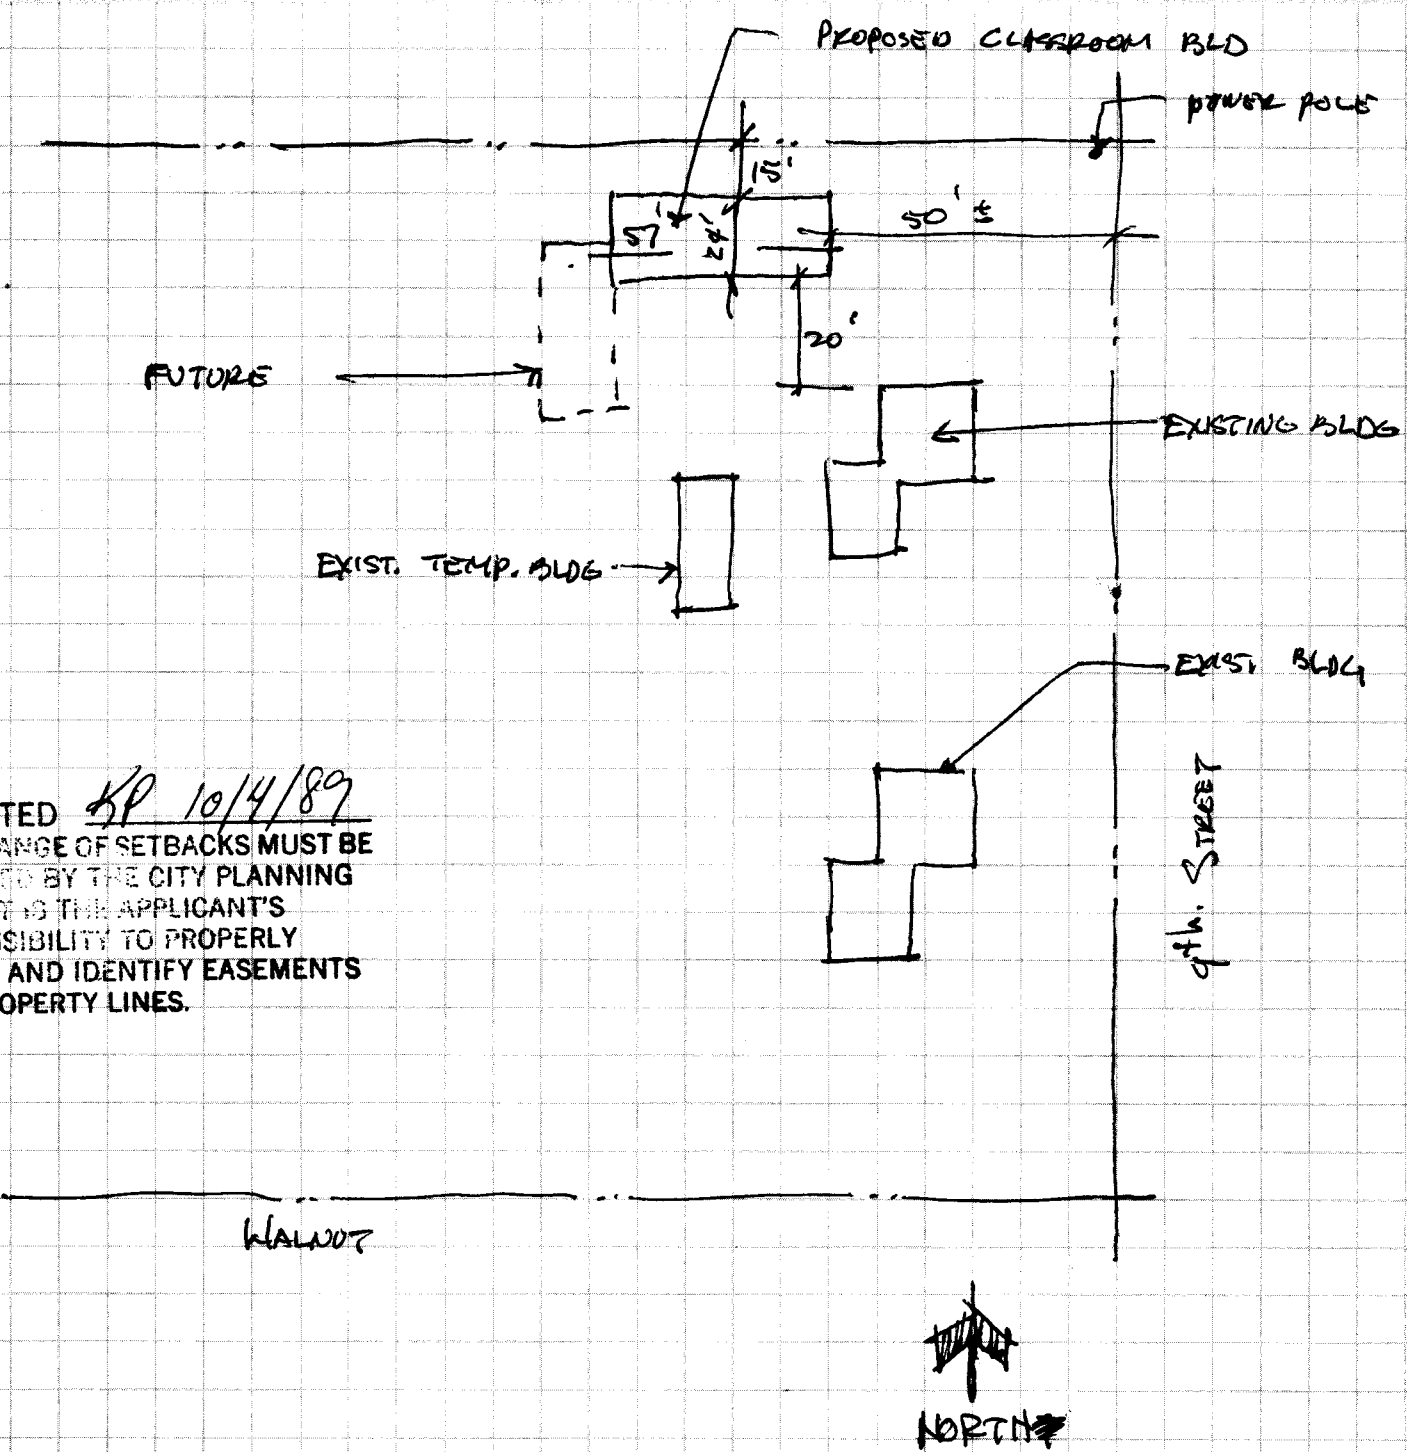 PROPOSED CLASSROOM BLD
POWER POLE
15'
50' ±
57'
24'
20'
FUTURE
EXISTING BLDG
EXIST. TEMP. BLDG
EXIST. BLDG
TED KP 10/4/89
ANGE OF SETBACKS MUST BE
ED BY THE CITY PLANNING
T IS THE APPLICANT'S
SIBILITY TO PROPERLY
AND IDENTIFY EASEMENTS
OPERTY LINES.
9th. STREET
WALNUT
NORTH